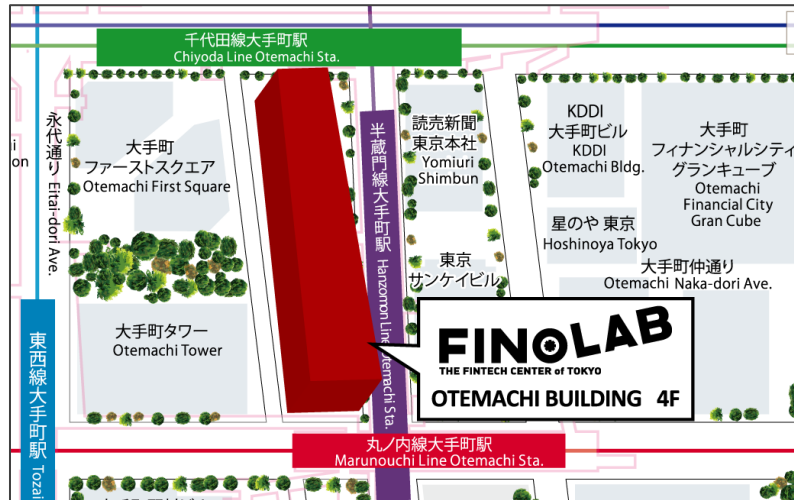 千代田線大手町駅
Chiyoda Line Otemachi Sta.
永代通り Eitai-dori Ave.
on
大手町
ファーストスクエア
Otemachi First Square
半蔵門線大手町駅 Hanzomon Line Otemachi Sta.
読売新聞
東京本社
Yomiuri
Shimbun
KDDI
大手町ビル
KDDI
Otemachi Bldg.
大手町
フィナンシャルシティ
グランキューブ
Otemachi
Financial City
Gran Cube
星のや 東京
Hoshinoya Tokyo
東京
サンケイビル
大手町仲通り
Otemachi Naka-dori Ave.
大手町タワー
Otemachi Tower
東西線大手町駅 Tozai
FINOLAB
THE FINTECH CENTER of TOKYO
OTEMACHI BUILDING 4F
丸ノ内線大手町駅
Marunouchi Line Otemachi Sta.